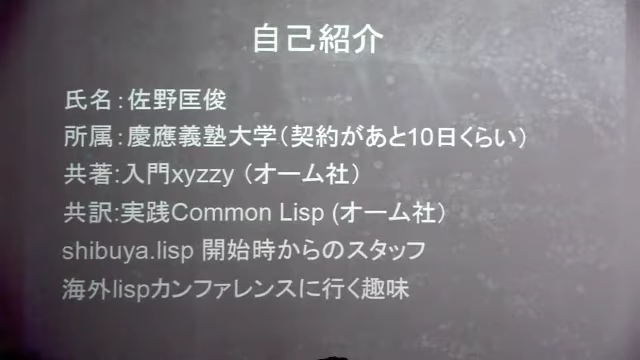 自己紹介
氏名：佐野匡俊
所属：慶應義塾大学（契約があと10日くらい）
共著：入門xyzzy （オーム社）
共訳：実践Common Lisp (オーム社）
shibuya.lisp 開始時からのスタッフ
海外lispカンファレンスに行く趣味